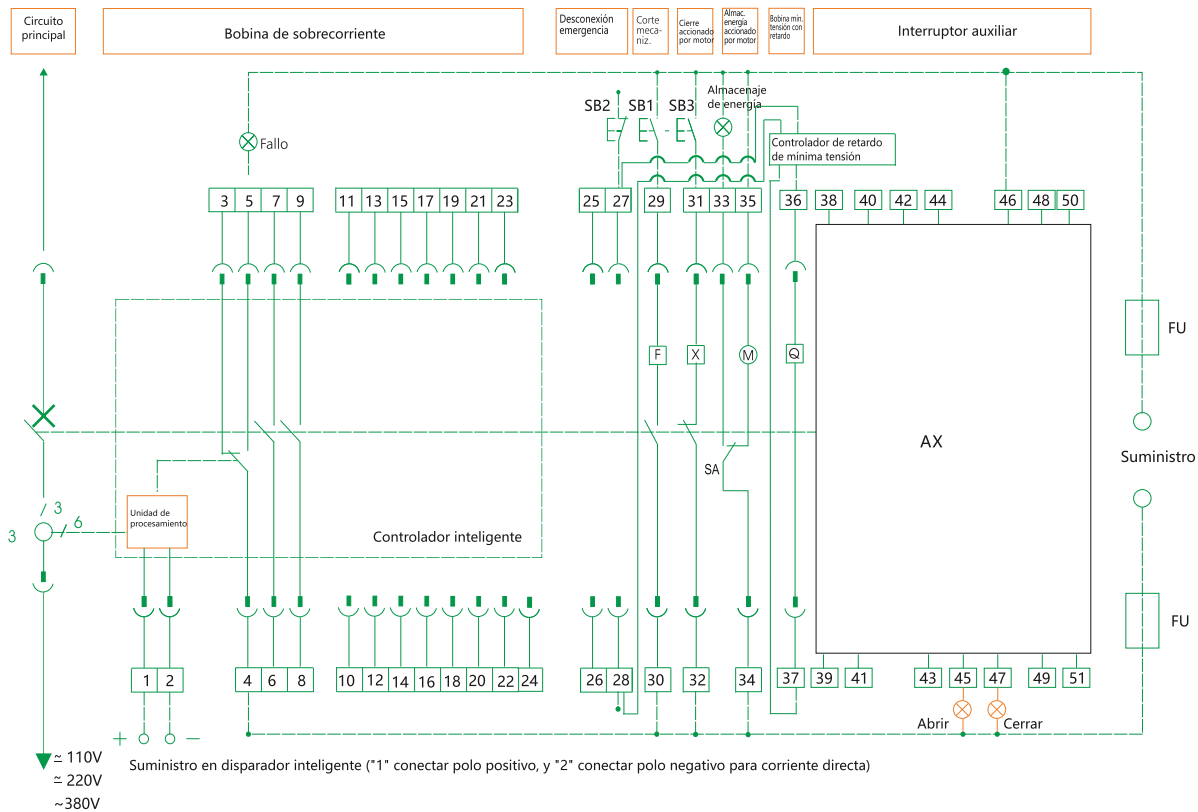 Circuito
principal
Bobina de sobrecorriente
Desconexión
emergencia
Corte
meca-
niz.
Cierre
accionado
por motor
Almac.
energía
accionado
por motor
Bobina mín.
tensión con
retardo
Interruptor auxiliar
Fallo
SB2
SB1
SB3
Almacenaje
de energía
Controlador de retardo
de mínima tensión
3 5 7 9
11 13 15 17 19 21 23
25 27
29
31 33 35
36
38
40
42
44
46
48
50
F
X
M
Q
FU
AX
SA
Suministro
3
6
3
Unidad de
procesamiento
Controlador inteligente
FU
1 2
4 6 8
10 12 14 16 18 20 22 24
26 28
30
32
34
37
39
41
43
45
47
49
51
Abrir
Cerrar
+
−
≃ 110V
≃ 220V
~380V
Suministro en disparador inteligente ("1" conectar polo positivo, y "2" conectar polo negativo para corriente directa)